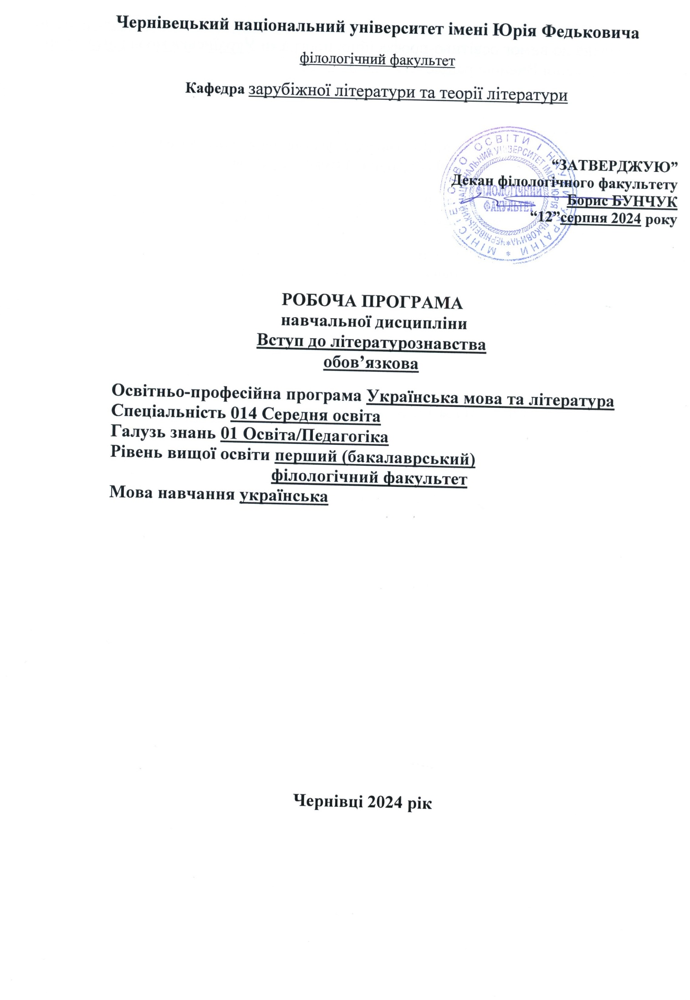 Чернівецький національний університет імені Юрія Федьковича
філологічний факультет
Кафедра зарубіжної літератури та теорії літератури
“ЗАТВЕРДЖУЮ”
Декан філологічного факультету
Борис БУНЧУК
“12”серпня 2024 року
МІНІСТЕРСТВО ОСВІТИ І НАУКИ УКРАЇНИ *
ЧЕРНІВЕЦЬКИЙ НАЦІОНАЛЬНИЙ УНІВЕРСИТЕТ ІМЕНІ ЮРІЯ ФЕДЬКОВИЧА *
ФІЛОЛОГІЧНИЙ
ФАКУЛЬТЕТ
РОБОЧА ПРОГРАМА
навчальної дисципліни
Вступ до літературознавства
обов’язкова
Освітньо-професійна програма Українська мова та література
Спеціальність 014 Середня освіта
Галузь знань 01 Освіта/Педагогіка
Рівень вищої освіти перший (бакалаврський)
філологічний факультет
Мова навчання українська
Чернівці 2024 рік